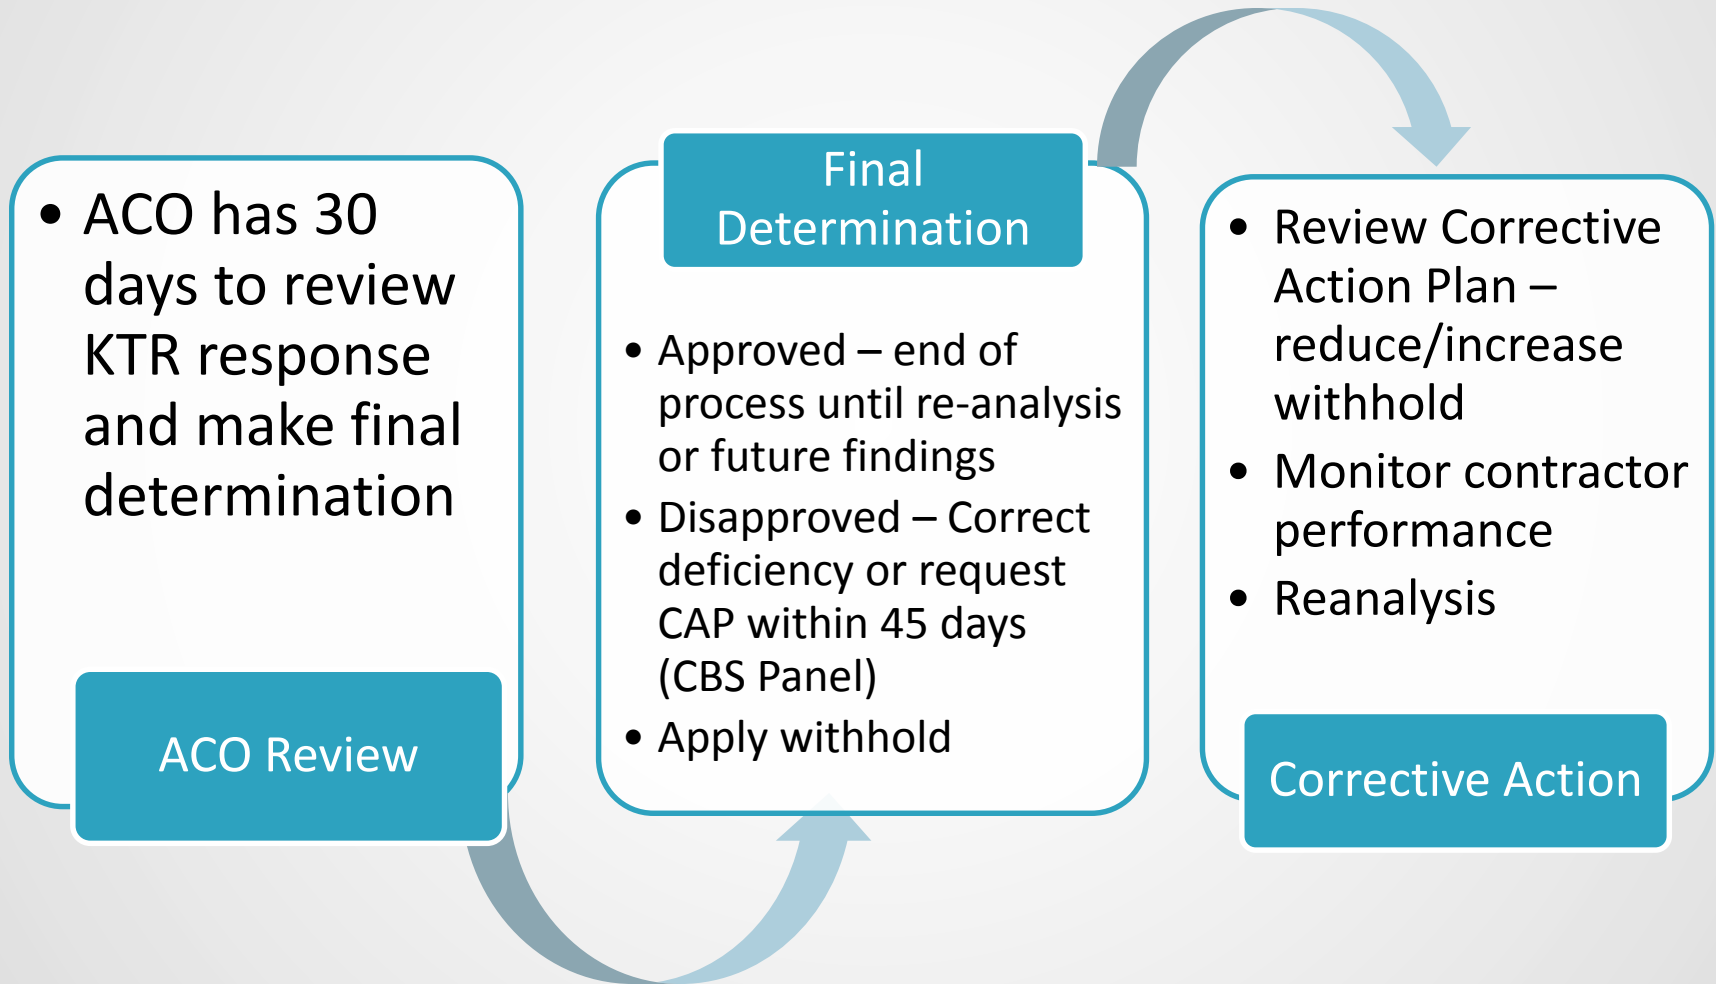 • ACO has 30
days to review
KTR response
and make final
determination
ACO Review
Final
Determination
• Approved – end of
process until re-analysis
or future findings
• Disapproved – Correct
deficiency or request
CAP within 45 days
(CBS Panel)
• Apply withhold
• Review Corrective
Action Plan –
reduce/increase
withhold
• Monitor contractor
performance
• Reanalysis
Corrective Action